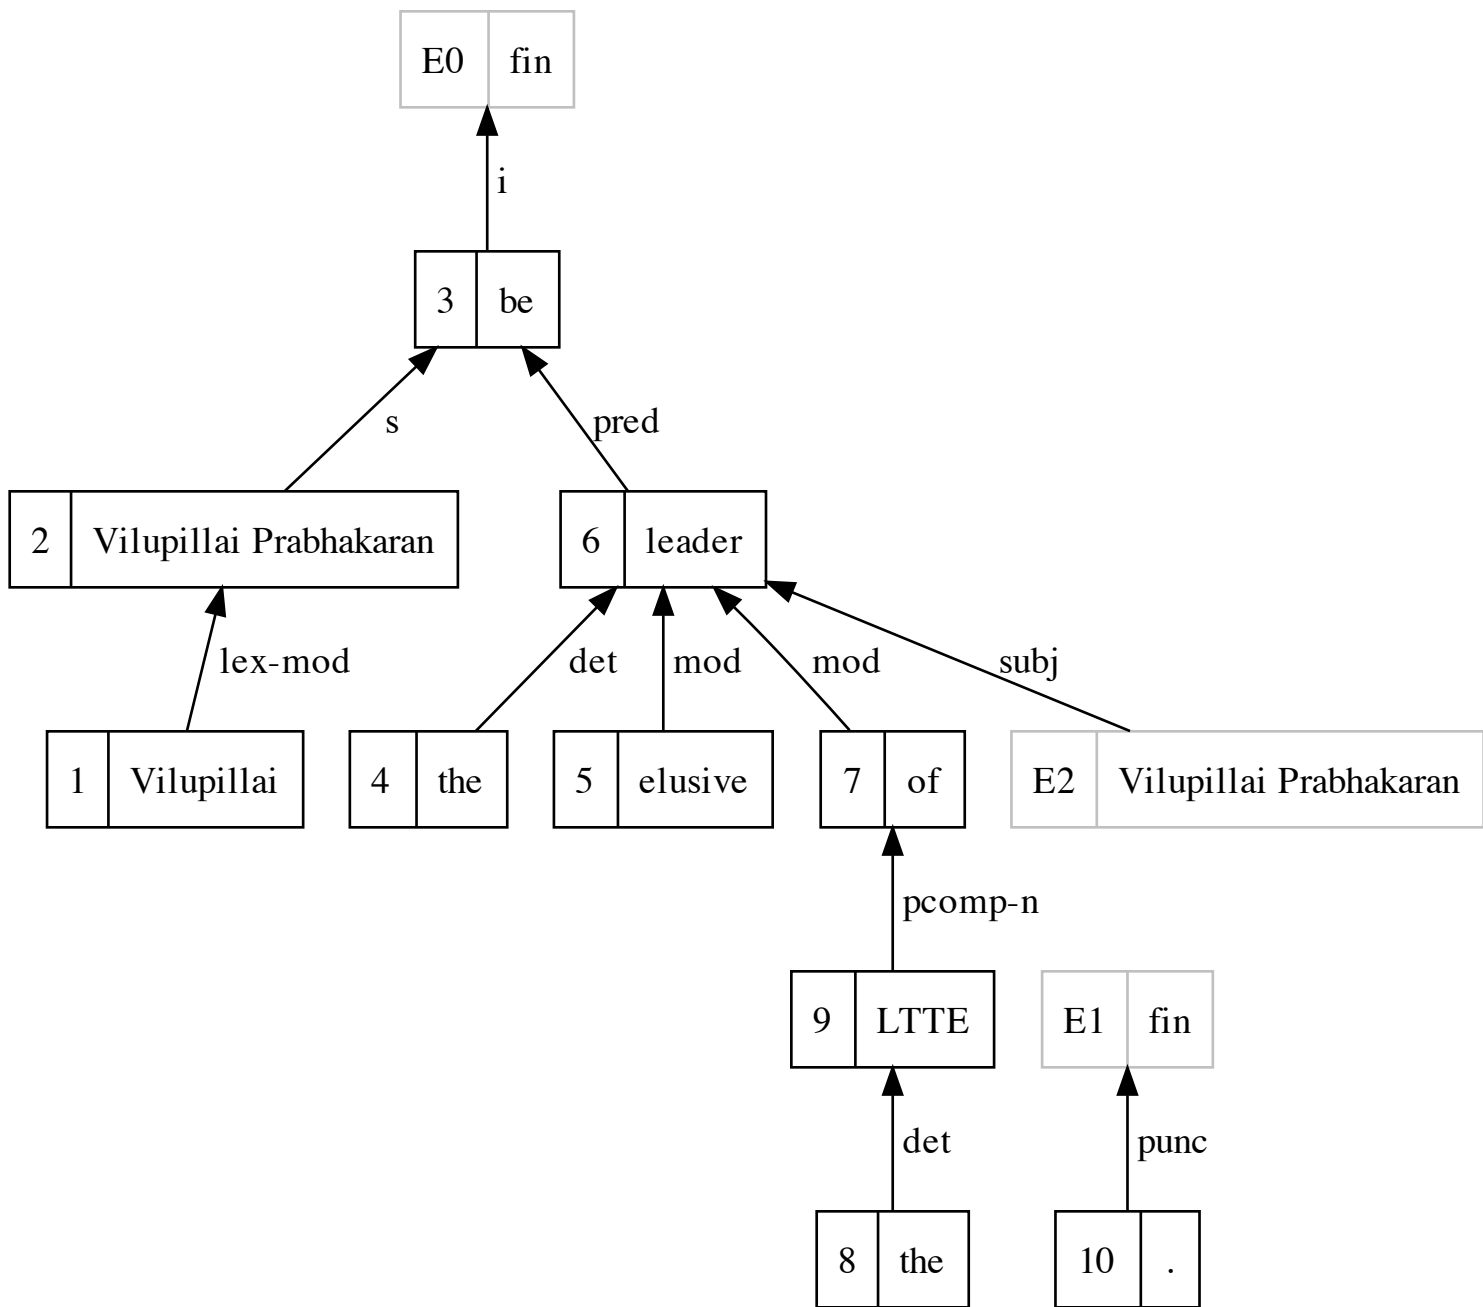 E0 fin
i
3 be
s pred
2 Vilupillai Prabhakaran 6 leader
lex-mod det mod mod subj
1 Vilupillai 4 the 5 elusive 7 of E2 Vilupillai Prabhakaran
pcomp-n
9 LTTE E1 fin
det punc
8 the 10 .